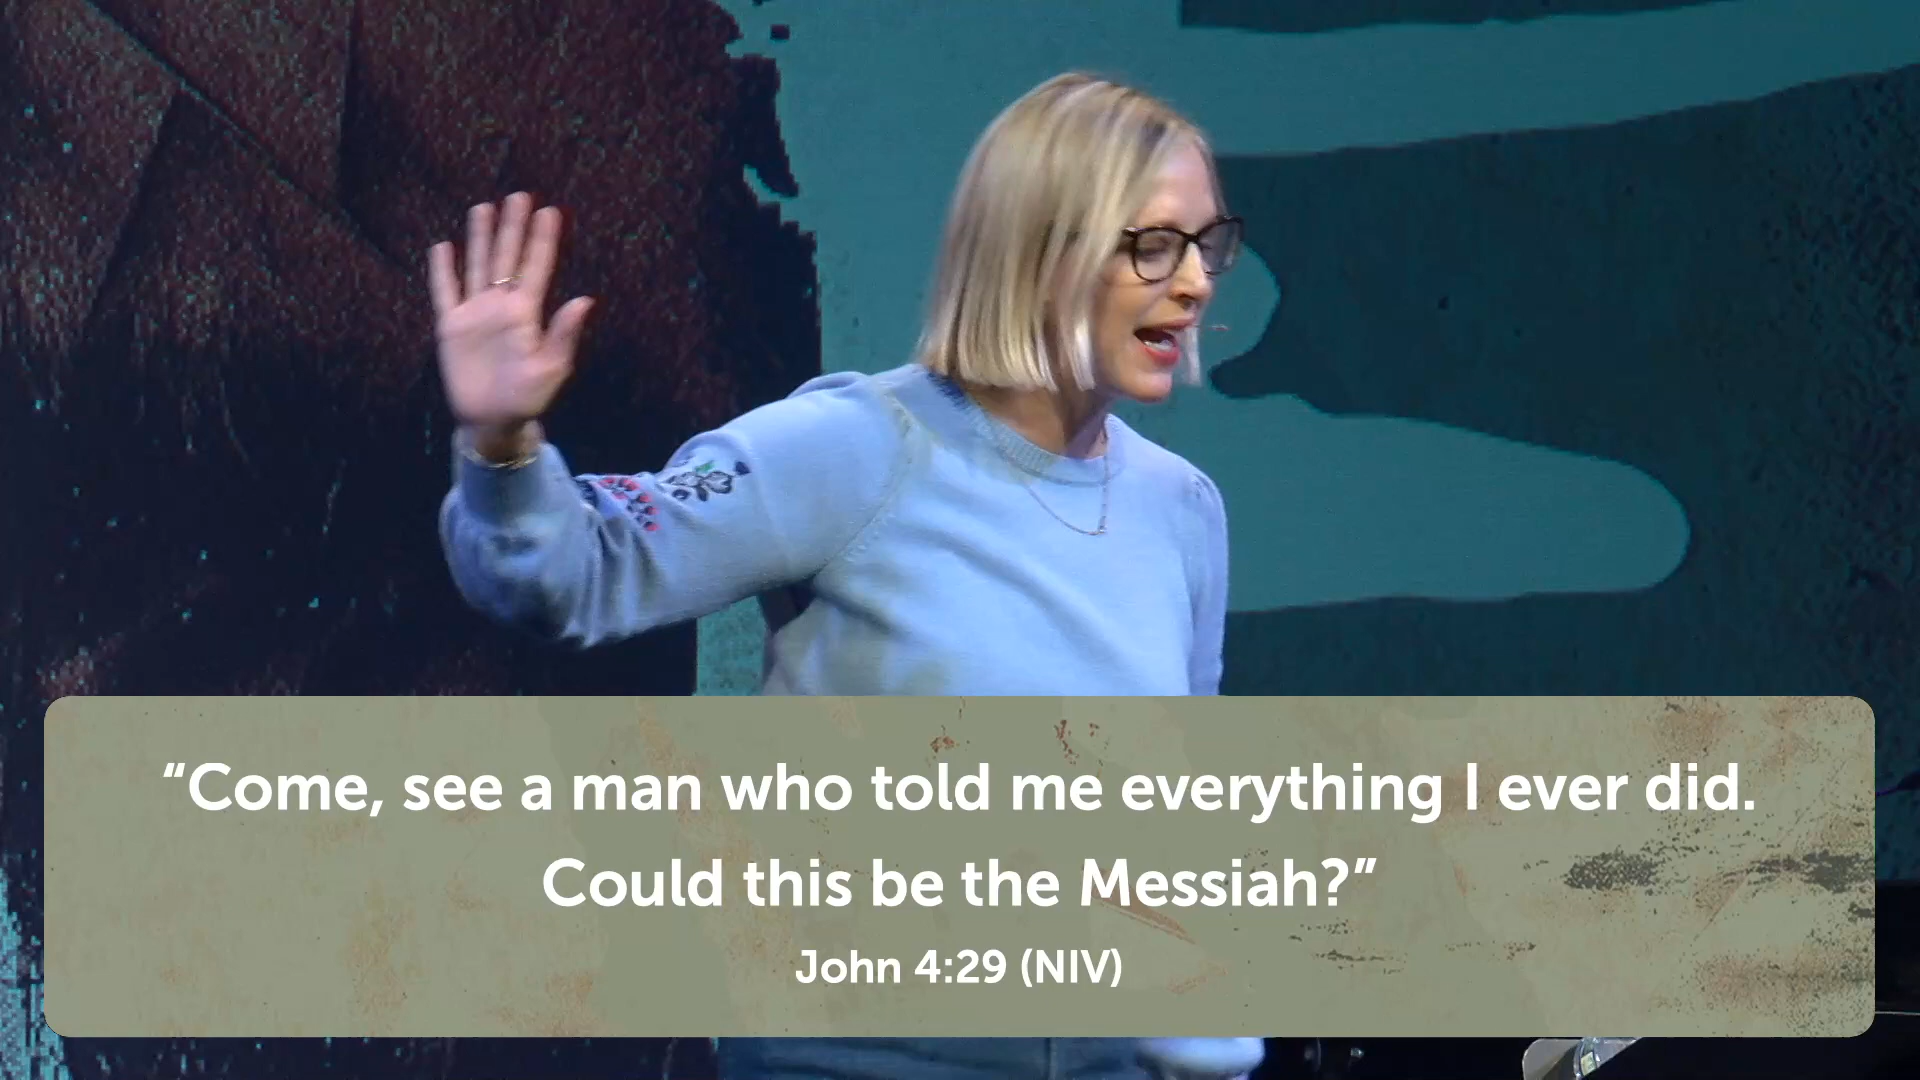 “Come, see a man who told me everything I ever did.
Could this be the Messiah?”
John 4:29 (NIV)